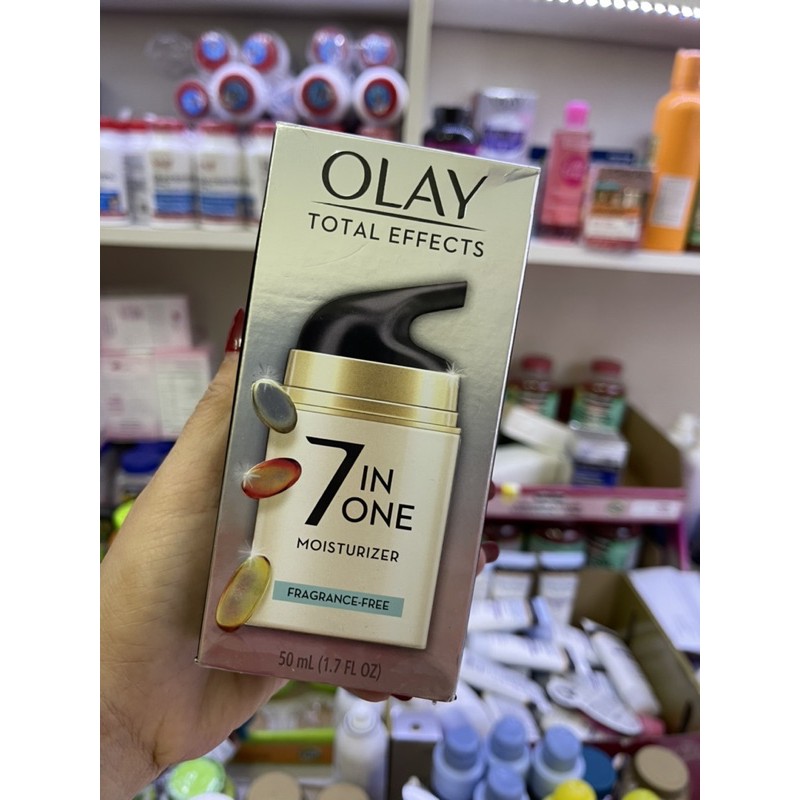 OLAY
TOTAL EFFECTS
7 IN
ONE
MOISTURIZER
FRAGRANCE-FREE
50 mL (1.7 FL OZ)